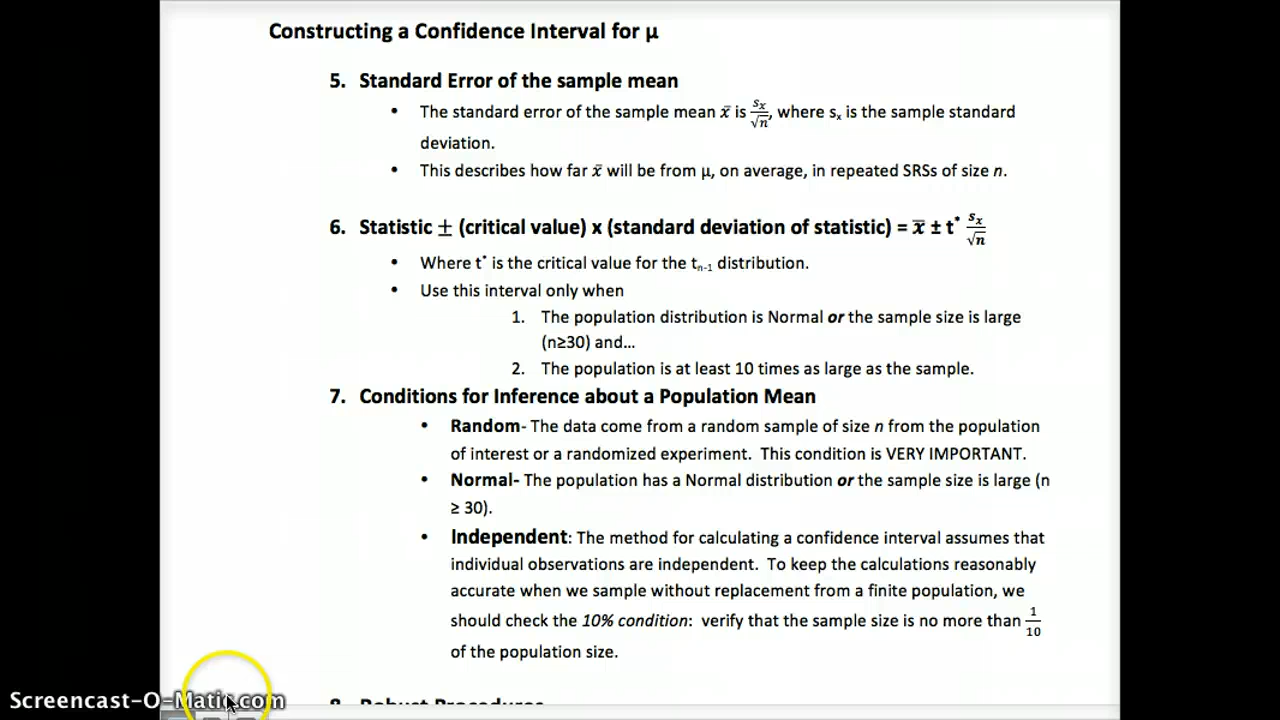 Constructing a Confidence Interval for μ
5. Standard Error of the sample mean
• The standard error of the sample mean x̄ is sₓ/√n, where sₓ is the sample standard
deviation.
• This describes how far x̄ will be from μ, on average, in repeated SRSs of size n.
6. Statistic ± (critical value) x (standard deviation of statistic) = x̄ ± t* sₓ/√n
• Where t* is the critical value for the tₙ₋₁ distribution.
• Use this interval only when
1. The population distribution is Normal or the sample size is large
(n≥30) and…
2. The population is at least 10 times as large as the sample.
7. Conditions for Inference about a Population Mean
• Random- The data come from a random sample of size n from the population
of interest or a randomized experiment. This condition is VERY IMPORTANT.
• Normal- The population has a Normal distribution or the sample size is large (n
≥ 30).
• Independent: The method for calculating a confidence interval assumes that
individual observations are independent. To keep the calculations reasonably
accurate when we sample without replacement from a finite population, we
should check the 10% condition: verify that the sample size is no more than 1/10
of the population size.
8. Robust Procedures
Screencast-O-Matic.com